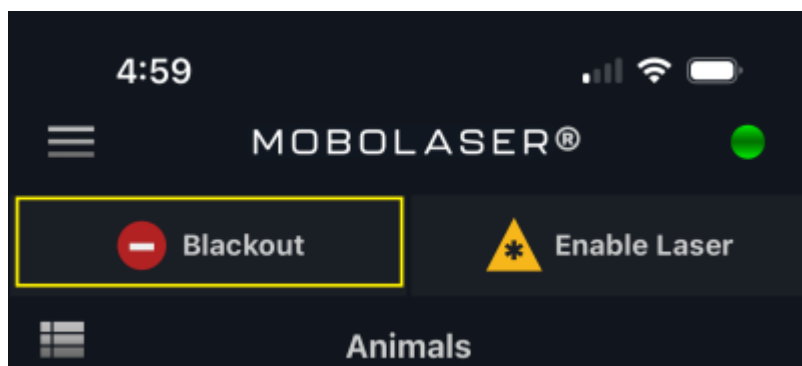 4:59
MOBOLASER®
Blackout
Enable Laser
Animals